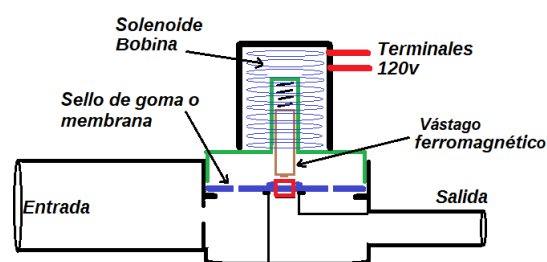 Solenoide
Bobina
Terminales
120v
Sello de goma o
membrana
Vástago
ferromagnético
Entrada
Salida